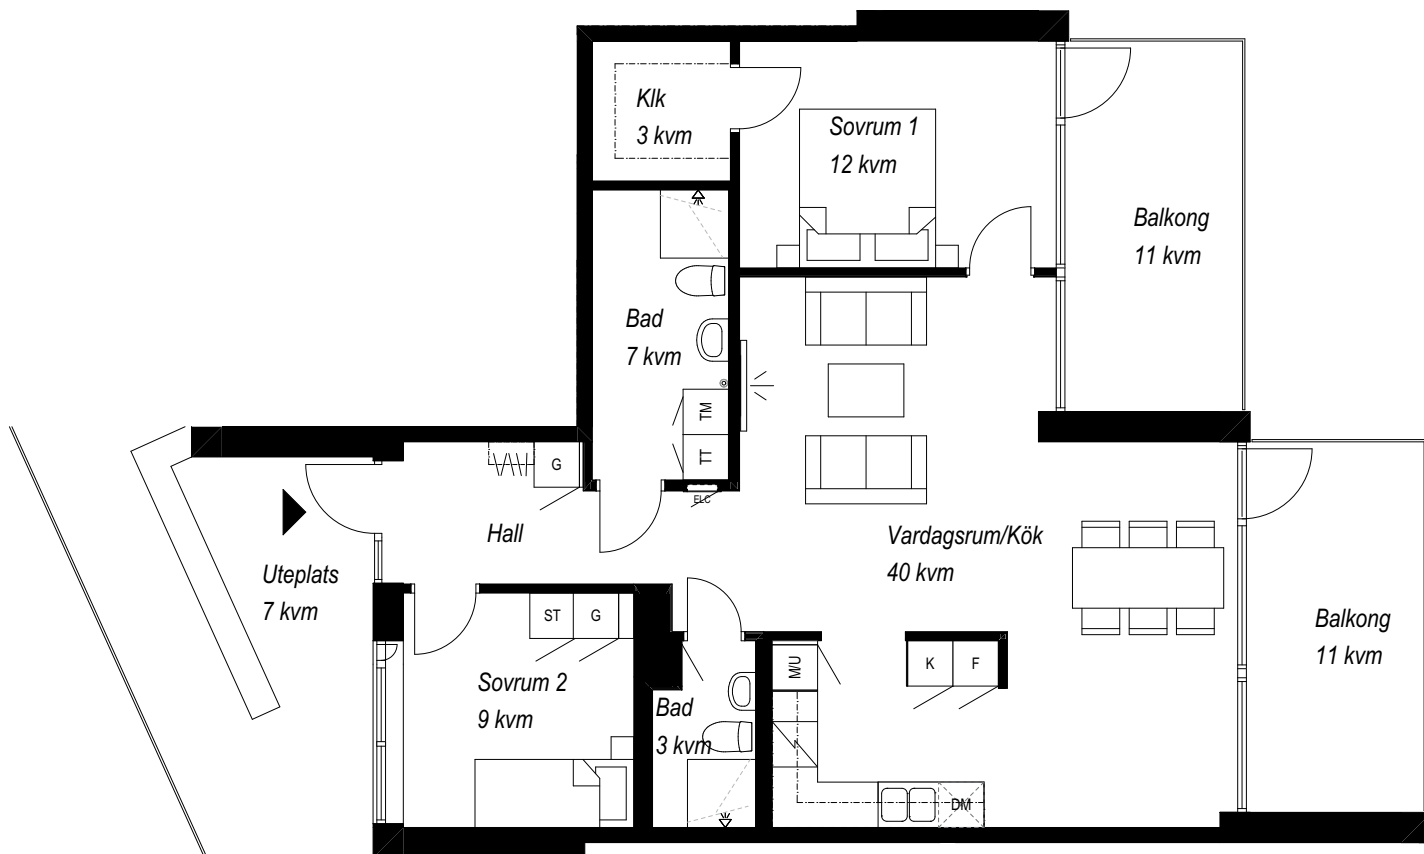 Klk
3 kvm
Sovrum 1
12 kvm
Balkong
11 kvm
Bad
7 kvm
TM
TT
G
ELC
Hall
Vardagsrum/Kök
40 kvm
Uteplats
7 kvm
ST
G
Sovrum 2
9 kvm
Bad
3 kvm
M/U
K
F
DM
Balkong
11 kvm